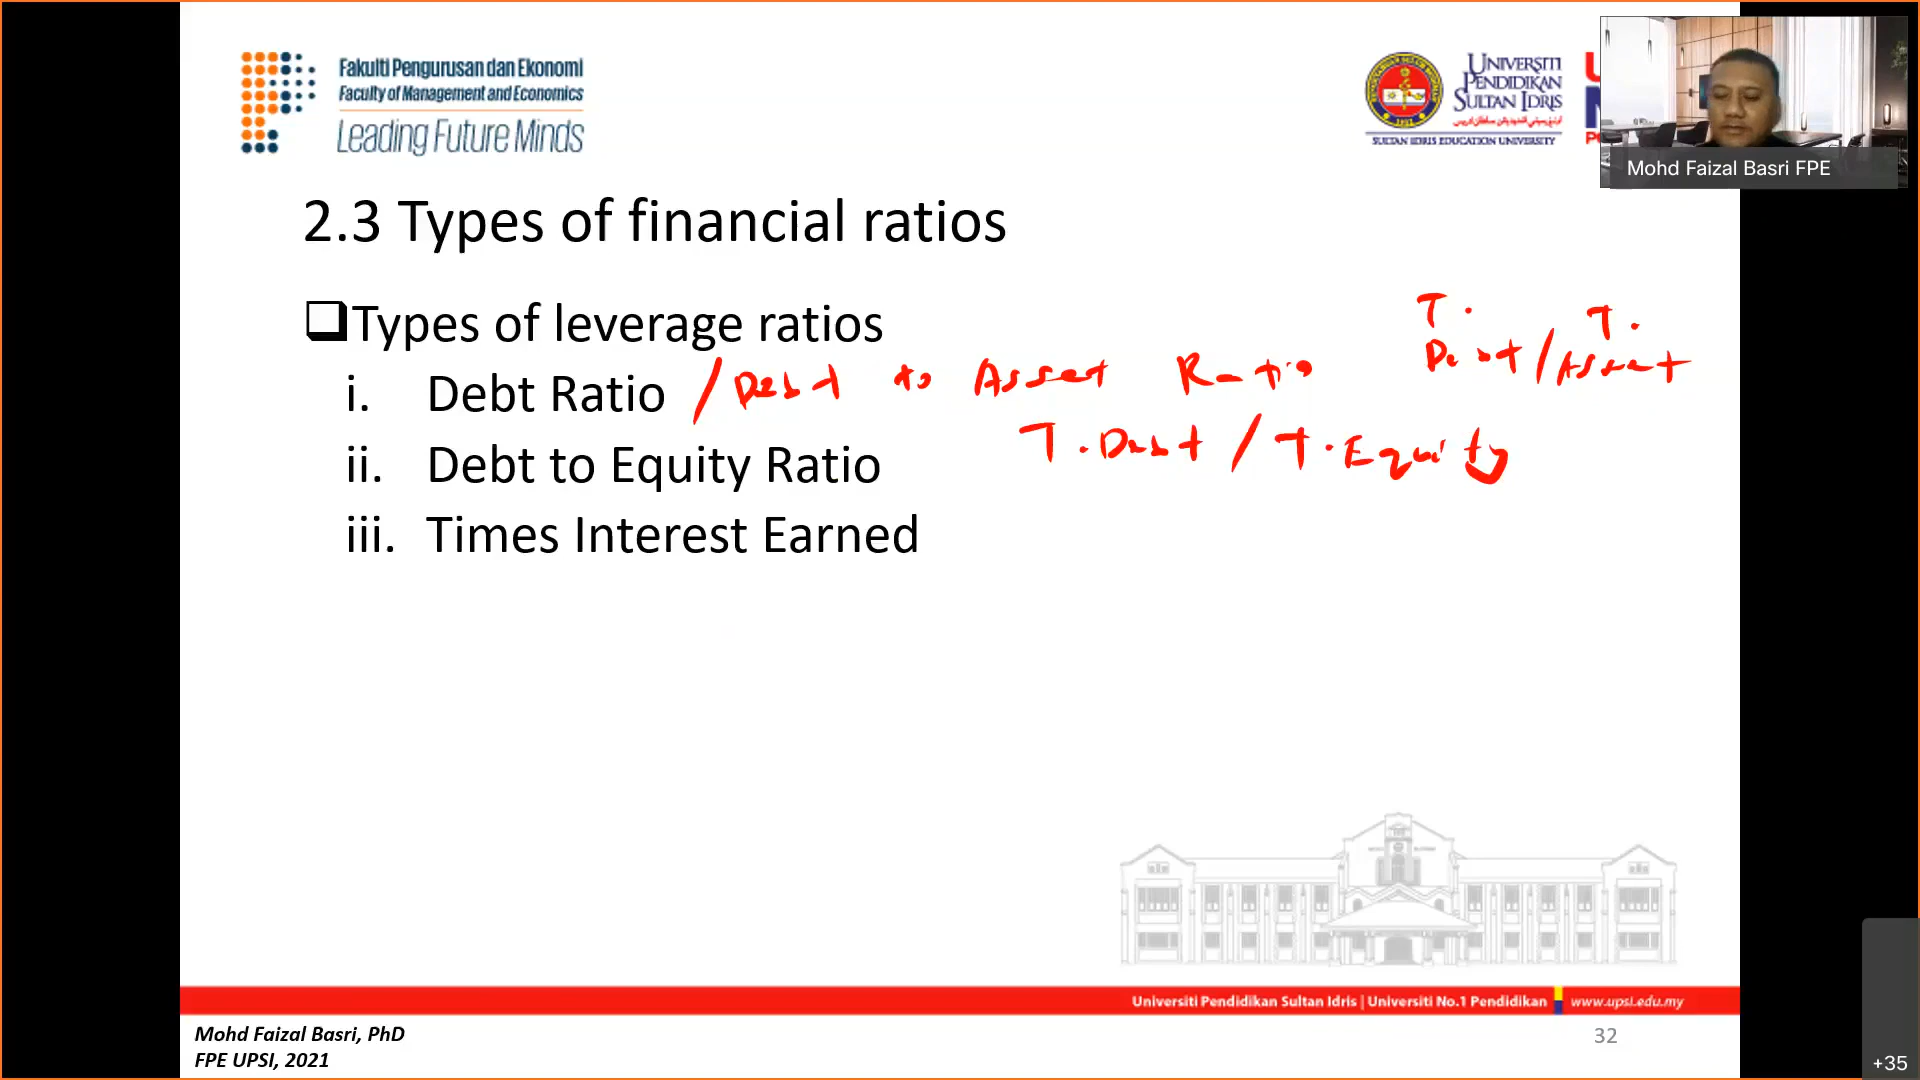 Fakulti Pengurusan dan Ekonomi
Faculty of Management and Economics
Leading Future Minds
UNIVERSITI
PENDIDIKAN
SULTAN IDRIS
SULTAN IDRIS EDUCATION UNIVERSITY
Mohd Faizal Basri FPE
2.3 Types of financial ratios
Types of leverage ratios
T. Debt / T. Asset
i. Debt Ratio / Debt to Asset Ratio
ii. Debt to Equity Ratio T. Debt / T. Equity
iii. Times Interest Earned
Universiti Pendidikan Sultan Idris | Universiti No.1 Pendidikan www.upsi.edu.my
Mohd Faizal Basri, PhD
FPE UPSI, 2021
32
+35